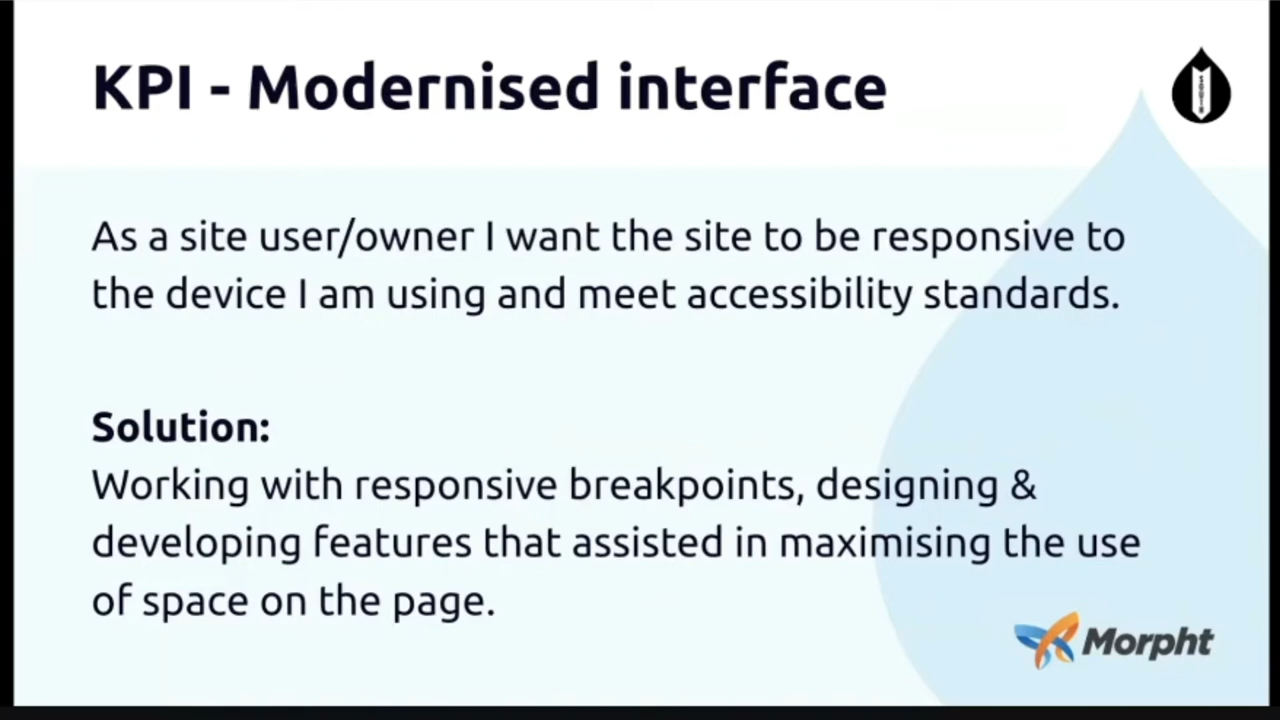 KPI - Modernised interface
As a site user/owner I want the site to be responsive to
the device I am using and meet accessibility standards.
Solution:
Working with responsive breakpoints, designing &
developing features that assisted in maximising the use
of space on the page.
Morpht